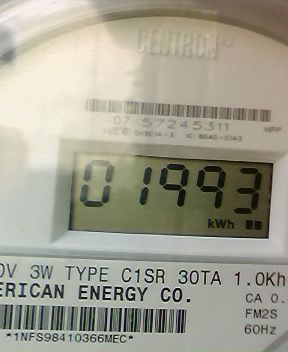 CENTRON®
07 57245311
HPP
01993
kWh
0V 3W TYPE C1SR 30TA 1.0Kh
ERICAN ENERGY CO.
CA 0.
FM2S
60Hz
*1NFS98410366MEC*